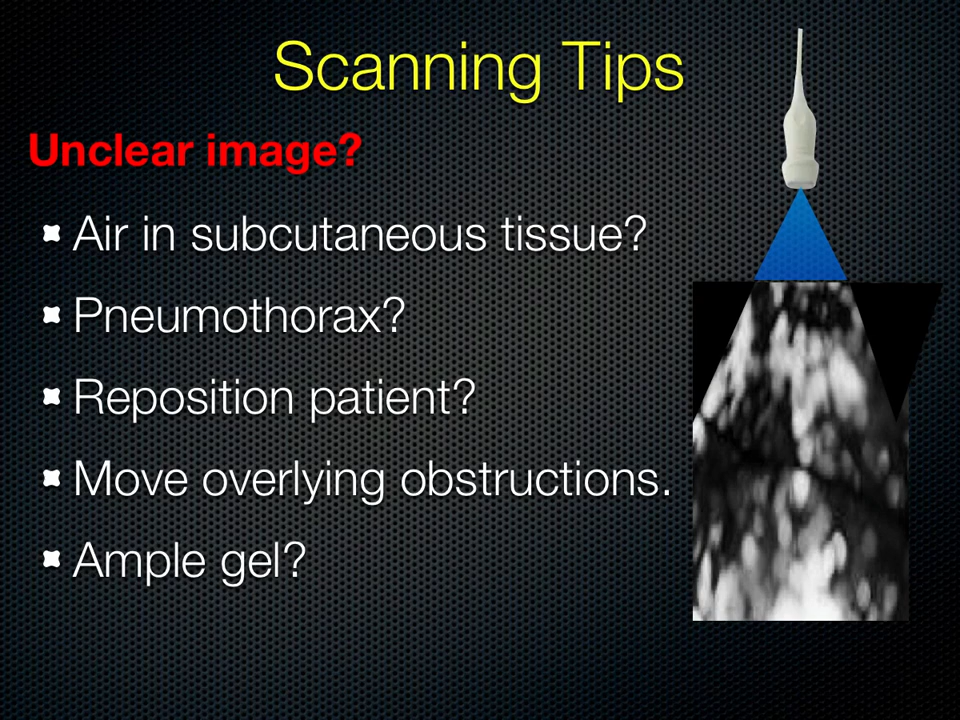 Scanning Tips
Unclear image?
Air in subcutaneous tissue?
Pneumothorax?
Reposition patient?
Move overlying obstructions.
Ample gel?